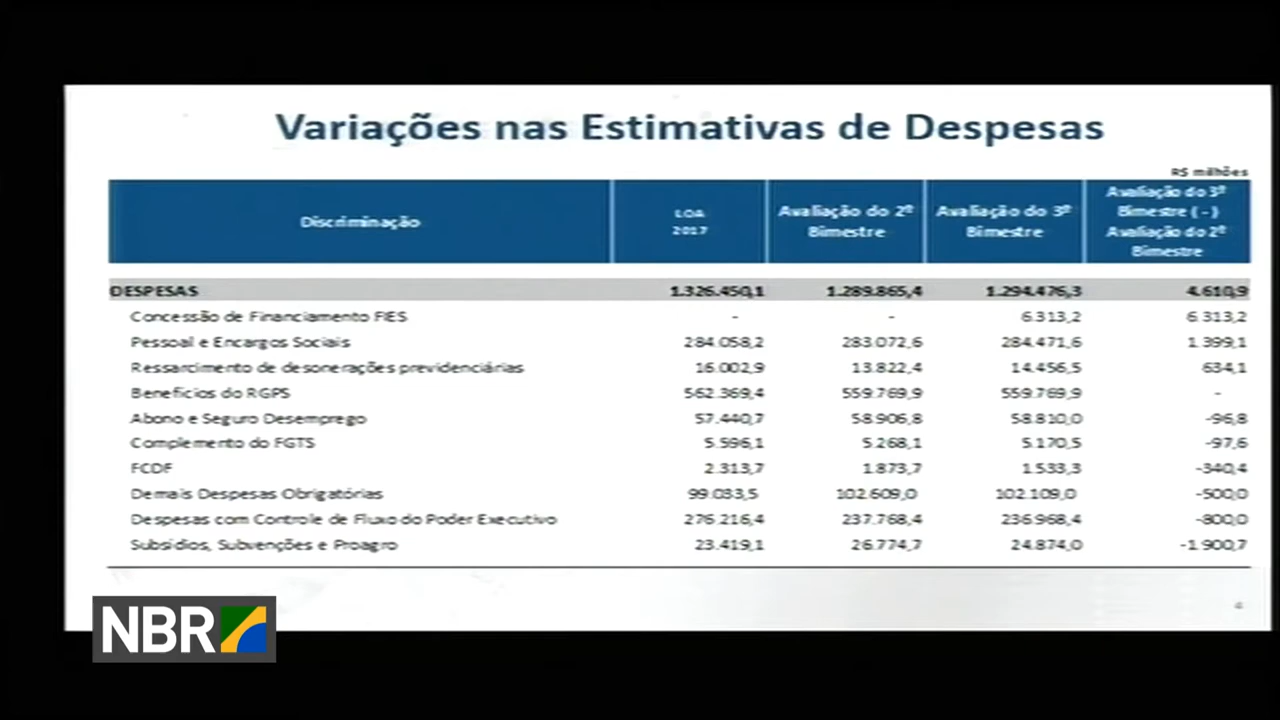 Variações nas Estimativas de Despesas
R$ milhões
Discriminação LOA 2017 Avaliação do 2º Bimestre Avaliação do 3º Bimestre Avaliação do 3º Bimestre ( - ) Avaliação do 2º Bimestre
DESPESAS 1.326.450,1 1.289.865,4 1.294.476,3 4.610,9
Concessão de Financiamento FIES - - 6.313,2 6.313,2
Pessoal e Encargos Sociais 284.058,2 283.072,6 284.471,6 1.399,1
Ressarcimento de desonerações previdenciárias 16.002,9 13.822,4 14.456,5 634,1
Benefícios do RGPS 562.369,4 559.769,9 559.769,9 -
Abono e Seguro Desemprego 57.440,7 58.906,8 58.810,0 -96,8
Complemento do FGTS 5.596,1 5.268,1 5.170,5 -97,6
FCDF 2.313,7 1.873,7 1.533,3 -340,4
Demais Despesas Obrigatórias 99.033,5 102.609,0 102.109,0 -500,0
Despesas com Controle de Fluxo do Poder Executivo 276.216,4 237.768,4 236.968,4 -800,0
Subsídios, Subvenções e Proagro 23.419,1 26.774,7 24.874,0 -1.900,7
4
NBR